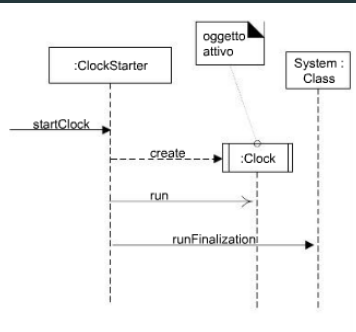 oggetto
attivo
:ClockStarter
System :
Class
startClock
create
:Clock
run
runFinalization